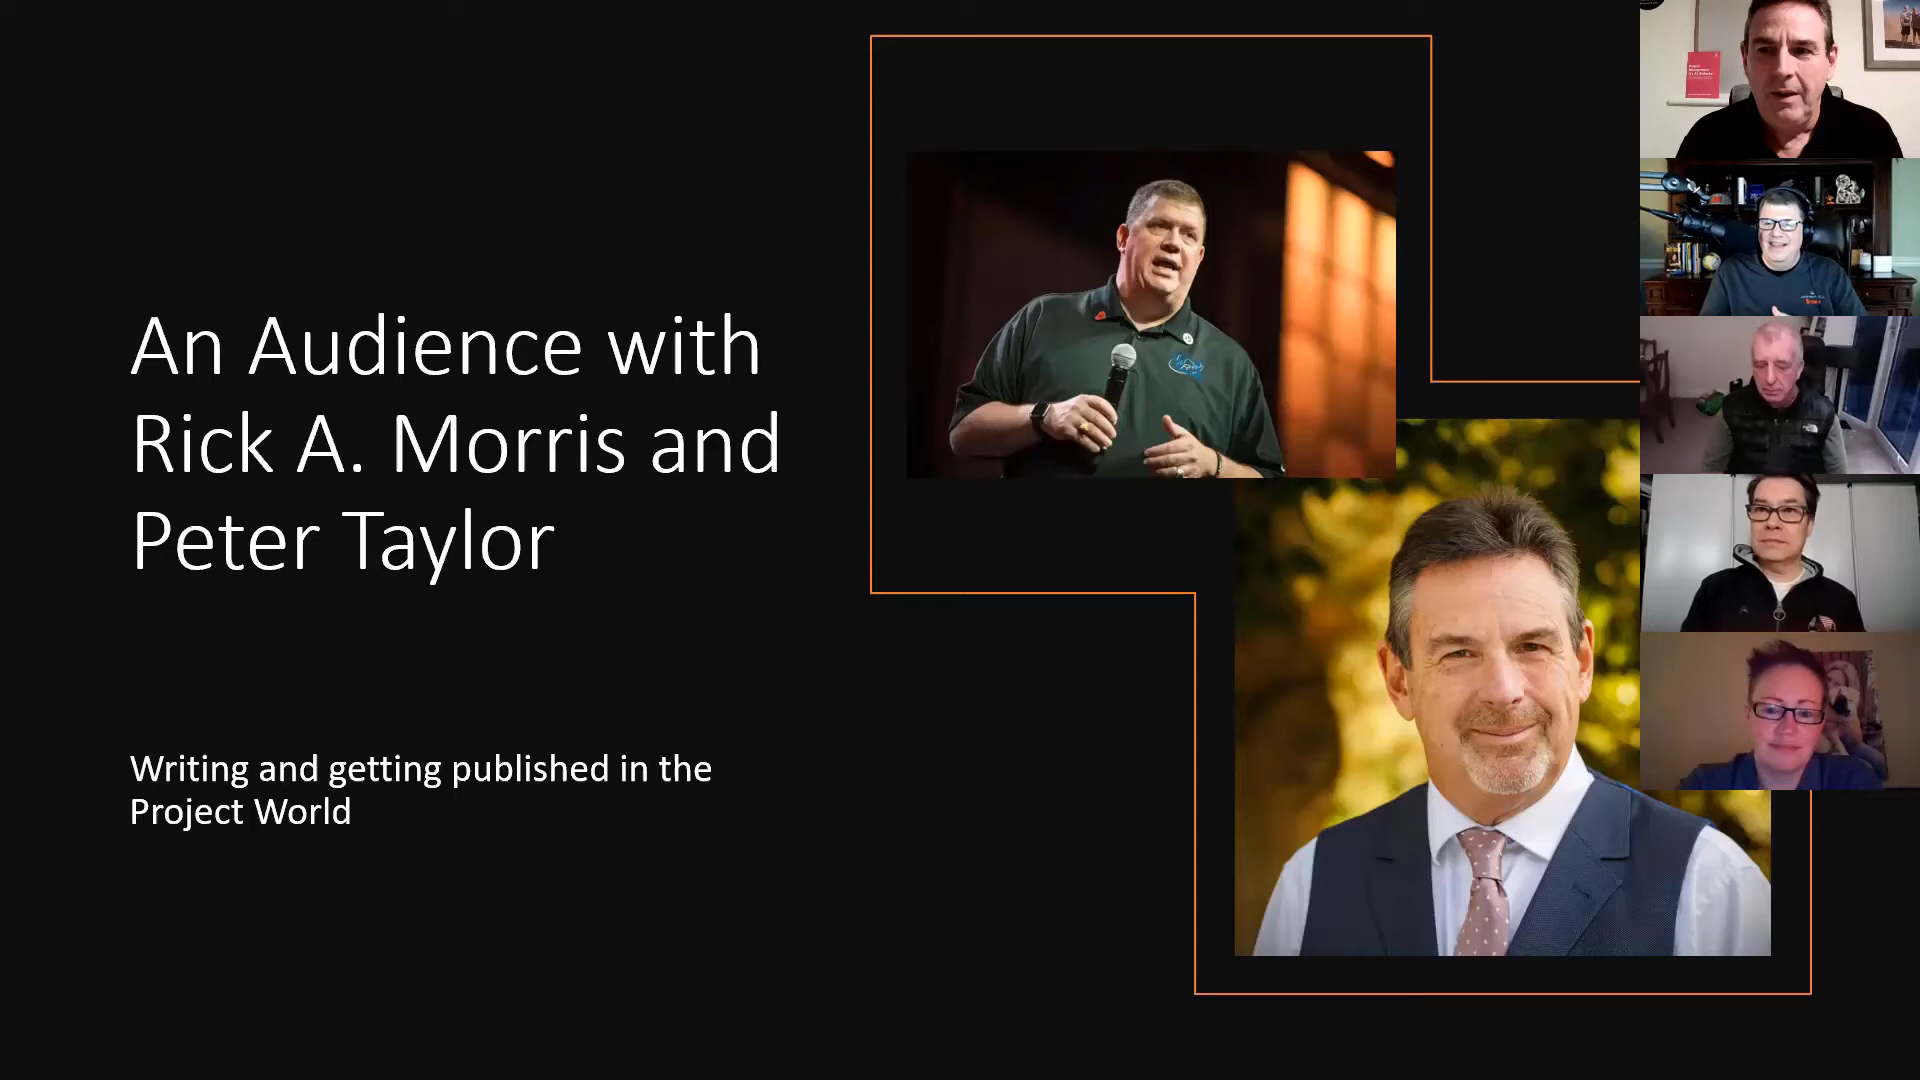 An Audience with
Rick A. Morris and
Peter Taylor
Writing and getting published in the
Project World